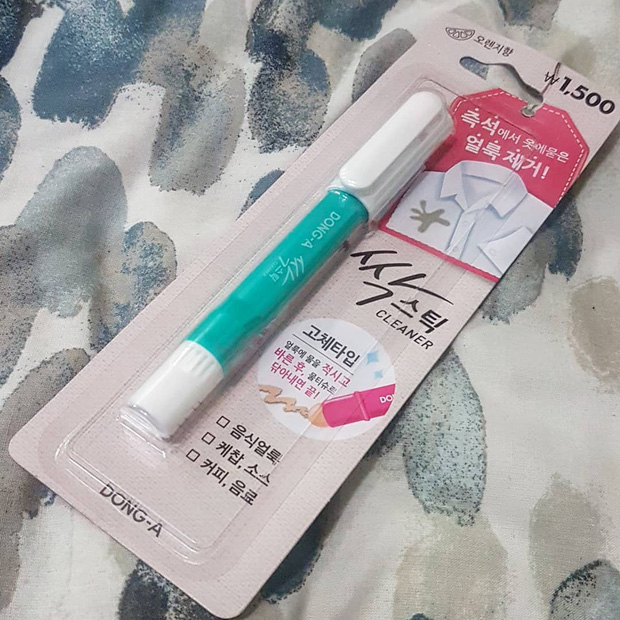 오렌지향
₩1,500
즉석에서 옷에묻은
얼룩 제거!
DONG-A
싹스틱
싹스틱
CLEANER
고체타입
얼룩에 물을 적시고
바른 후, 물티슈로
닦아내면 끝!
□ 음식얼룩
□ 케찹, 소스
□ 커피, 음료
DONG-A